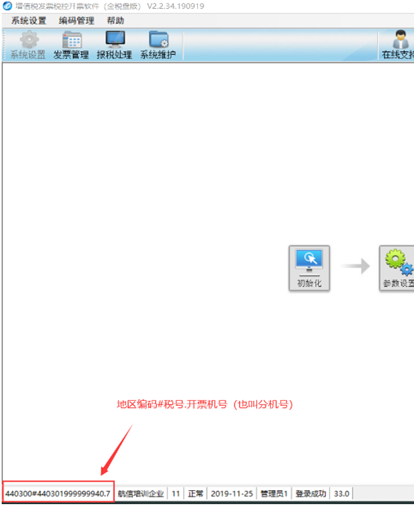 增值税发票税控开票软件（金税盘版） V2.2.34.190919
系统设置 编码管理 帮助
系统设置 发票管理 报税处理 系统维护 在线支持
初始化 参数设置
地区编码#税号.开票机号（也叫分机号）
440300#440301999999940.7 航信培训企业 11 正常 2019-11-25 管理员1 登录成功 33.0